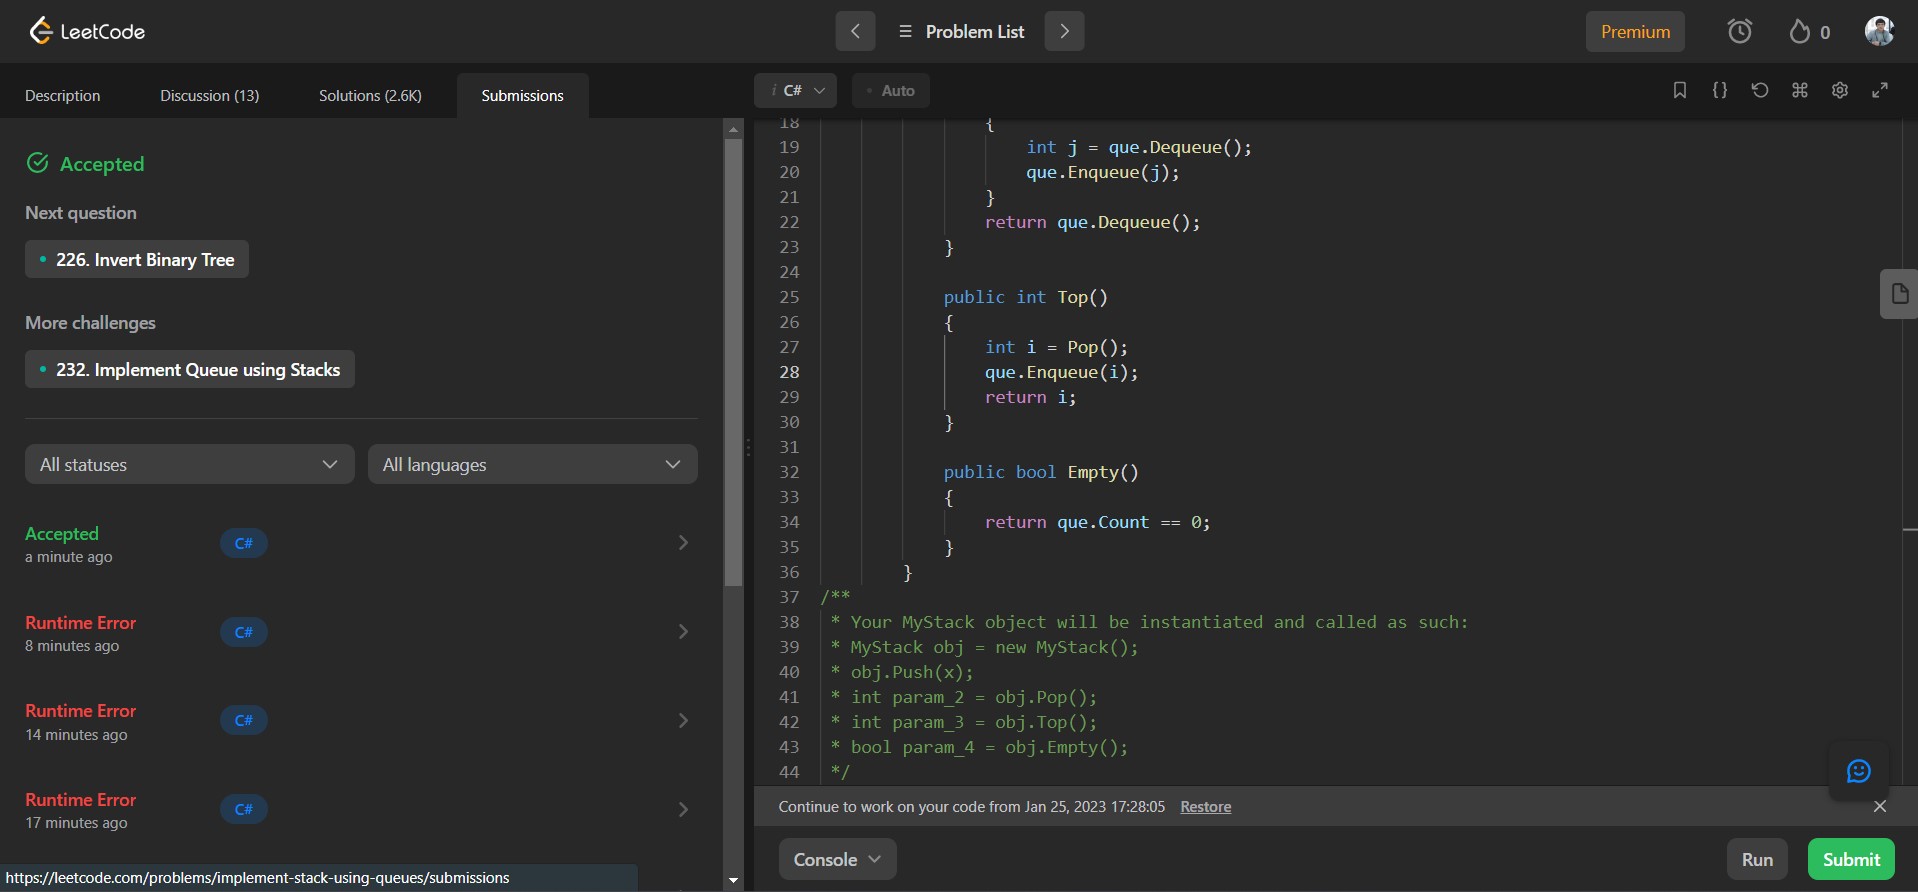 LeetCode
Problem List
Premium
0
Description
Discussion (13)
Solutions (2.6K)
Submissions
Accepted
Next question
226. Invert Binary Tree
More challenges
232. Implement Queue using Stacks
All statuses
All languages
Accepted
a minute ago
C#
Runtime Error
8 minutes ago
C#
Runtime Error
14 minutes ago
C#
Runtime Error
17 minutes ago
C#
https://leetcode.com/problems/implement-stack-using-queues/submissions
i C#
Auto
{}
18 {
19 int j = que.Dequeue();
20 que.Enqueue(j);
21 }
22 return que.Dequeue();
23 }
24
25 public int Top()
26 {
27 int i = Pop();
28 que.Enqueue(i);
29 return i;
30 }
31
32 public bool Empty()
33 {
34 return que.Count == 0;
35 }
36 }
37 /**
38 * Your MyStack object will be instantiated and called as such:
39 * MyStack obj = new MyStack();
40 * obj.Push(x);
41 * int param_2 = obj.Pop();
42 * int param_3 = obj.Top();
43 * bool param_4 = obj.Empty();
44 */
Continue to work on your code from Jan 25, 2023 17:28:05 Restore
Console
Run
Submit